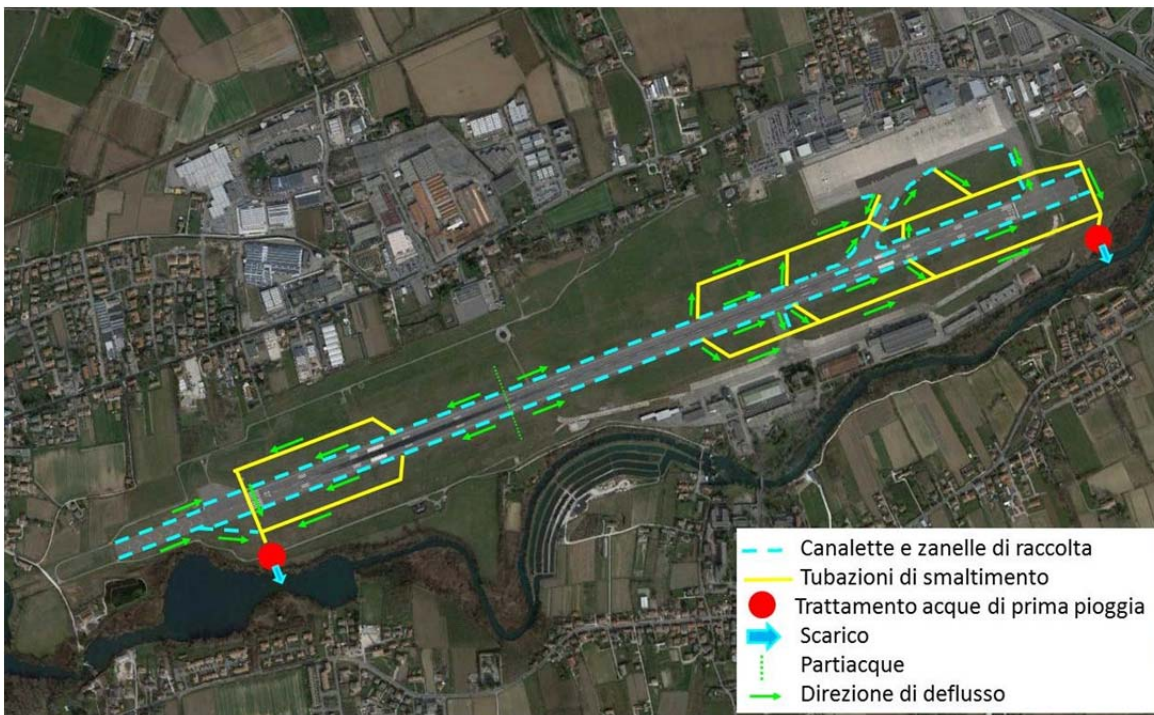 Canalette e zanelle di raccolta
Tubazioni di smaltimento
Trattamento acque di prima pioggia
Scarico
Partiacque
Direzione di deflusso